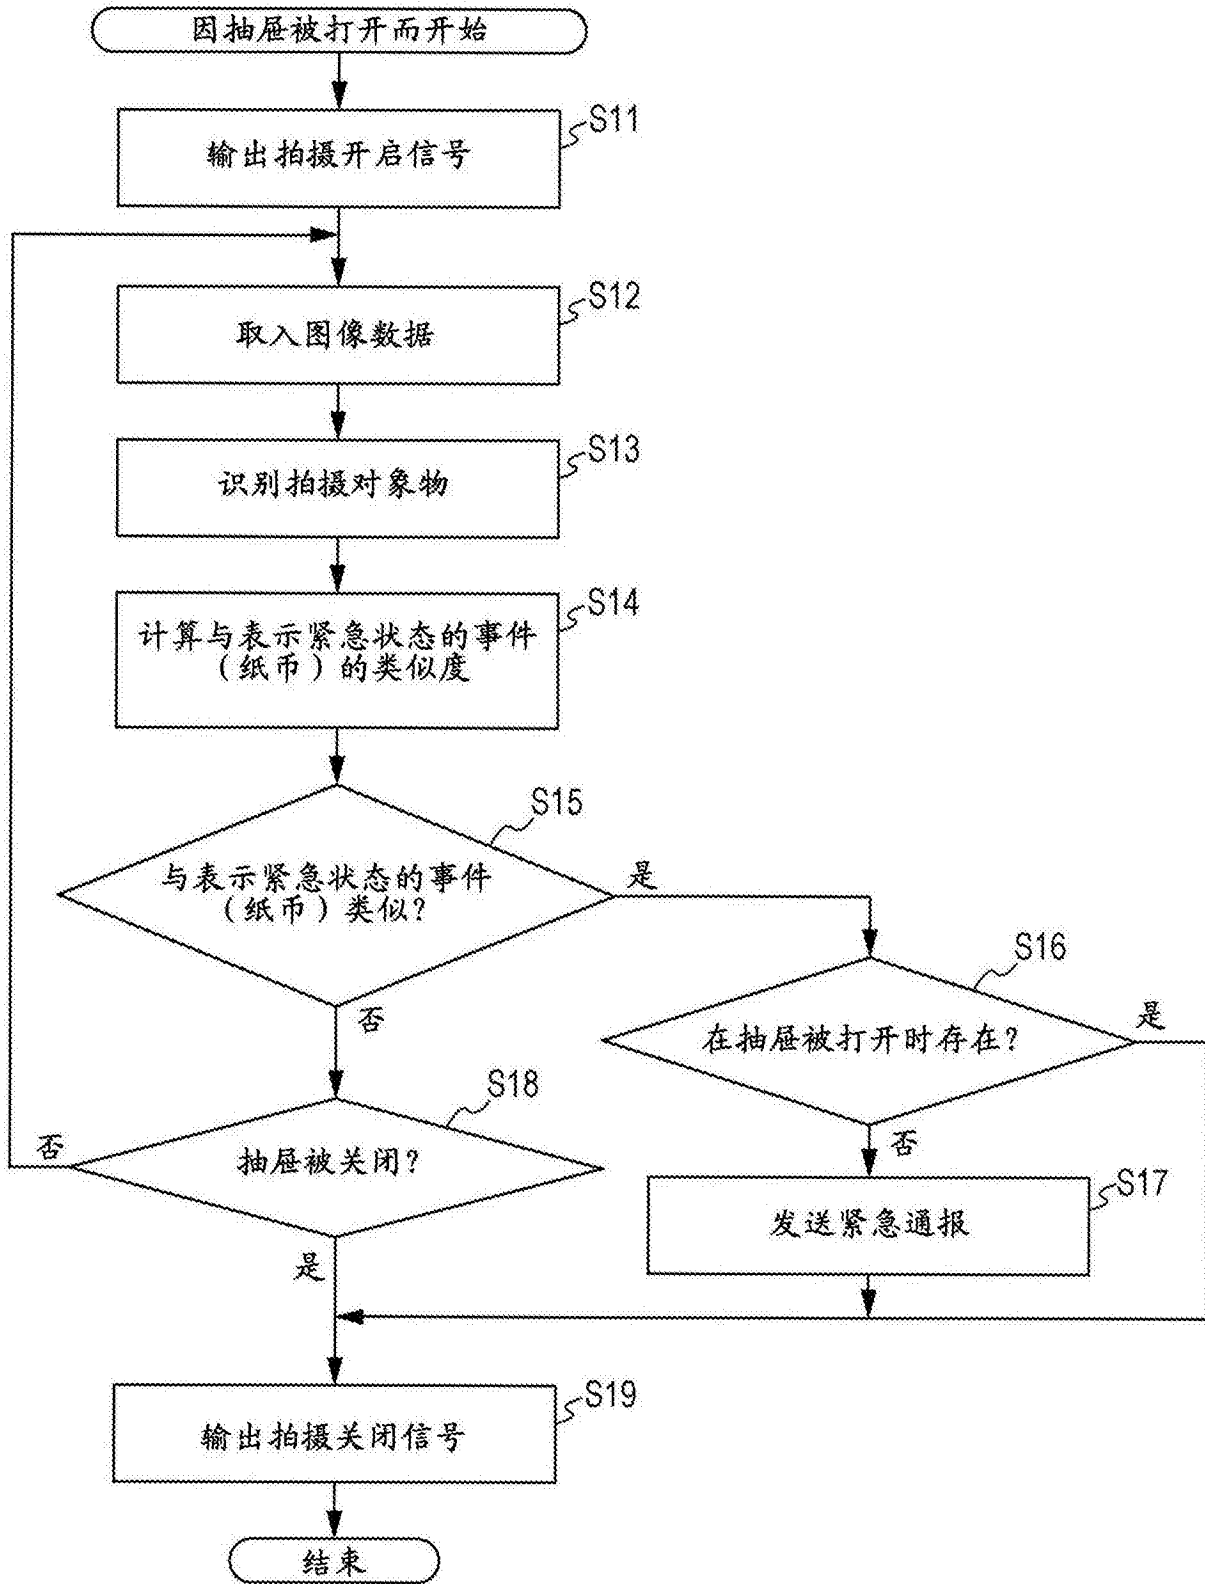 因抽屉被打开而开始
S11
输出拍摄开启信号
S12
取入图像数据
S13
识别拍摄对象物
S14
计算与表示紧急状态的事件
（纸币）的类似度
S15
与表示紧急状态的事件
（纸币）类似？
是
否
S16
在抽屉被打开时存在？
是
否
S17
发送紧急通报
S18
抽屉被关闭？
否
是
S19
输出拍摄关闭信号
结束